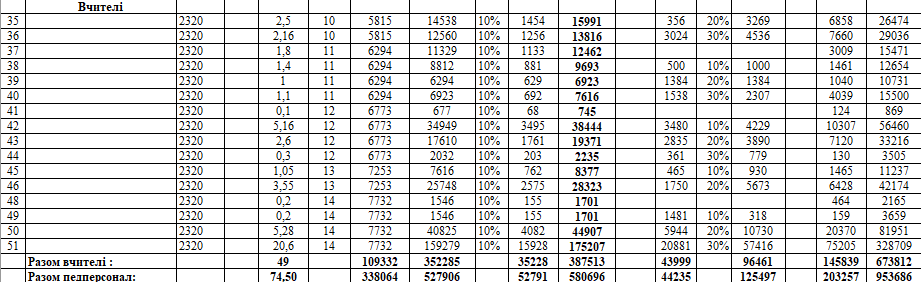 Вчителі
35 2320 2,5 10 5815 14538 10% 1454 15991 356 20% 3269 6858 26474
36 2320 2,16 10 5815 12560 10% 1256 13816 3024 30% 4536 7660 29036
37 2320 1,8 11 6294 11329 10% 1133 12462 3009 15471
38 2320 1,4 11 6294 8812 10% 881 9693 500 10% 1000 1461 12654
39 2320 1 11 6294 6294 10% 629 6923 1384 20% 1384 1040 10731
40 2320 1,1 11 6294 6923 10% 692 7616 1538 30% 2307 4039 15500
41 2320 0,1 12 6773 677 10% 68 745 124 869
42 2320 5,16 12 6773 34949 10% 3495 38444 3480 10% 4229 10307 56460
43 2320 2,6 12 6773 17610 10% 1761 19371 2835 20% 3890 7120 33216
44 2320 0,3 12 6773 2032 10% 203 2235 361 30% 779 130 3505
45 2320 1,05 13 7253 7616 10% 762 8377 465 10% 930 1465 11237
46 2320 3,55 13 7253 25748 10% 2575 28323 1750 20% 5673 6428 42174
48 2320 0,2 14 7732 1546 10% 155 1701 464 2165
49 2320 0,2 14 7732 1546 10% 155 1701 1481 10% 318 159 3659
50 2320 5,28 14 7732 40825 10% 4082 44907 5944 20% 10730 20370 81951
51 2320 20,6 14 7732 159279 10% 15928 175207 20881 30% 57416 75205 328709
Разом вчителі : 49 109332 352285 35228 387513 43999 96461 145839 673812
Разом педперсонал: 74,50 338064 527906 52791 580696 44235 125497 203257 953686